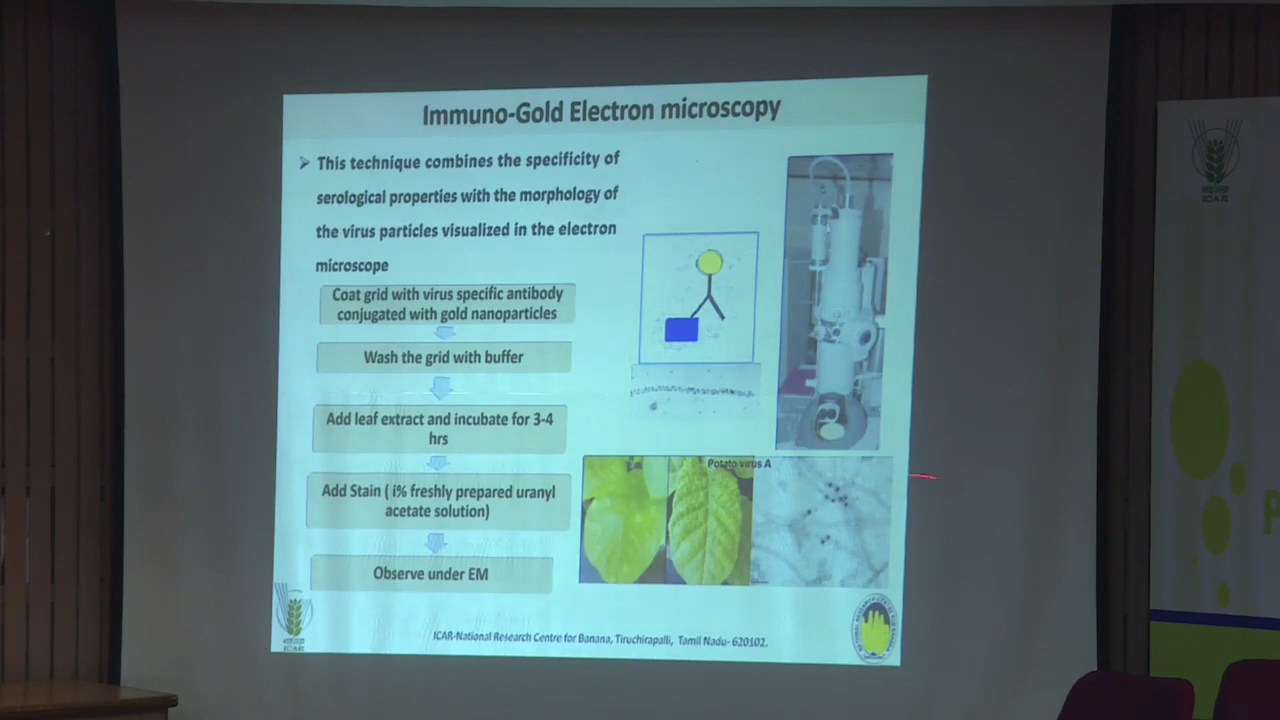 Immuno-Gold Electron microscopy
This technique combines the specificity of
serological properties with the morphology of
the virus particles visualized in the electron
microscope
Coat grid with virus specific antibody
conjugated with gold nanoparticles
Wash the grid with buffer
Add leaf extract and incubate for 3-4
hrs
Add Stain ( i% freshly prepared uranyl
acetate solution)
Observe under EM
Potato virus A
ICAR-National Research Centre for Banana, Tiruchirapalli, Tamil Nadu- 620102.
ICAR
ICAR